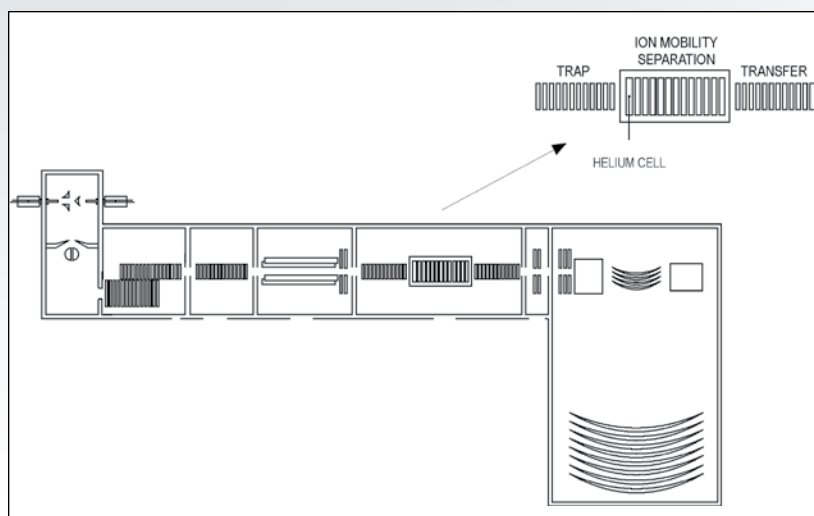 ION MOBILITY
SEPARATION
TRAP
TRANSFER
HELIUM CELL